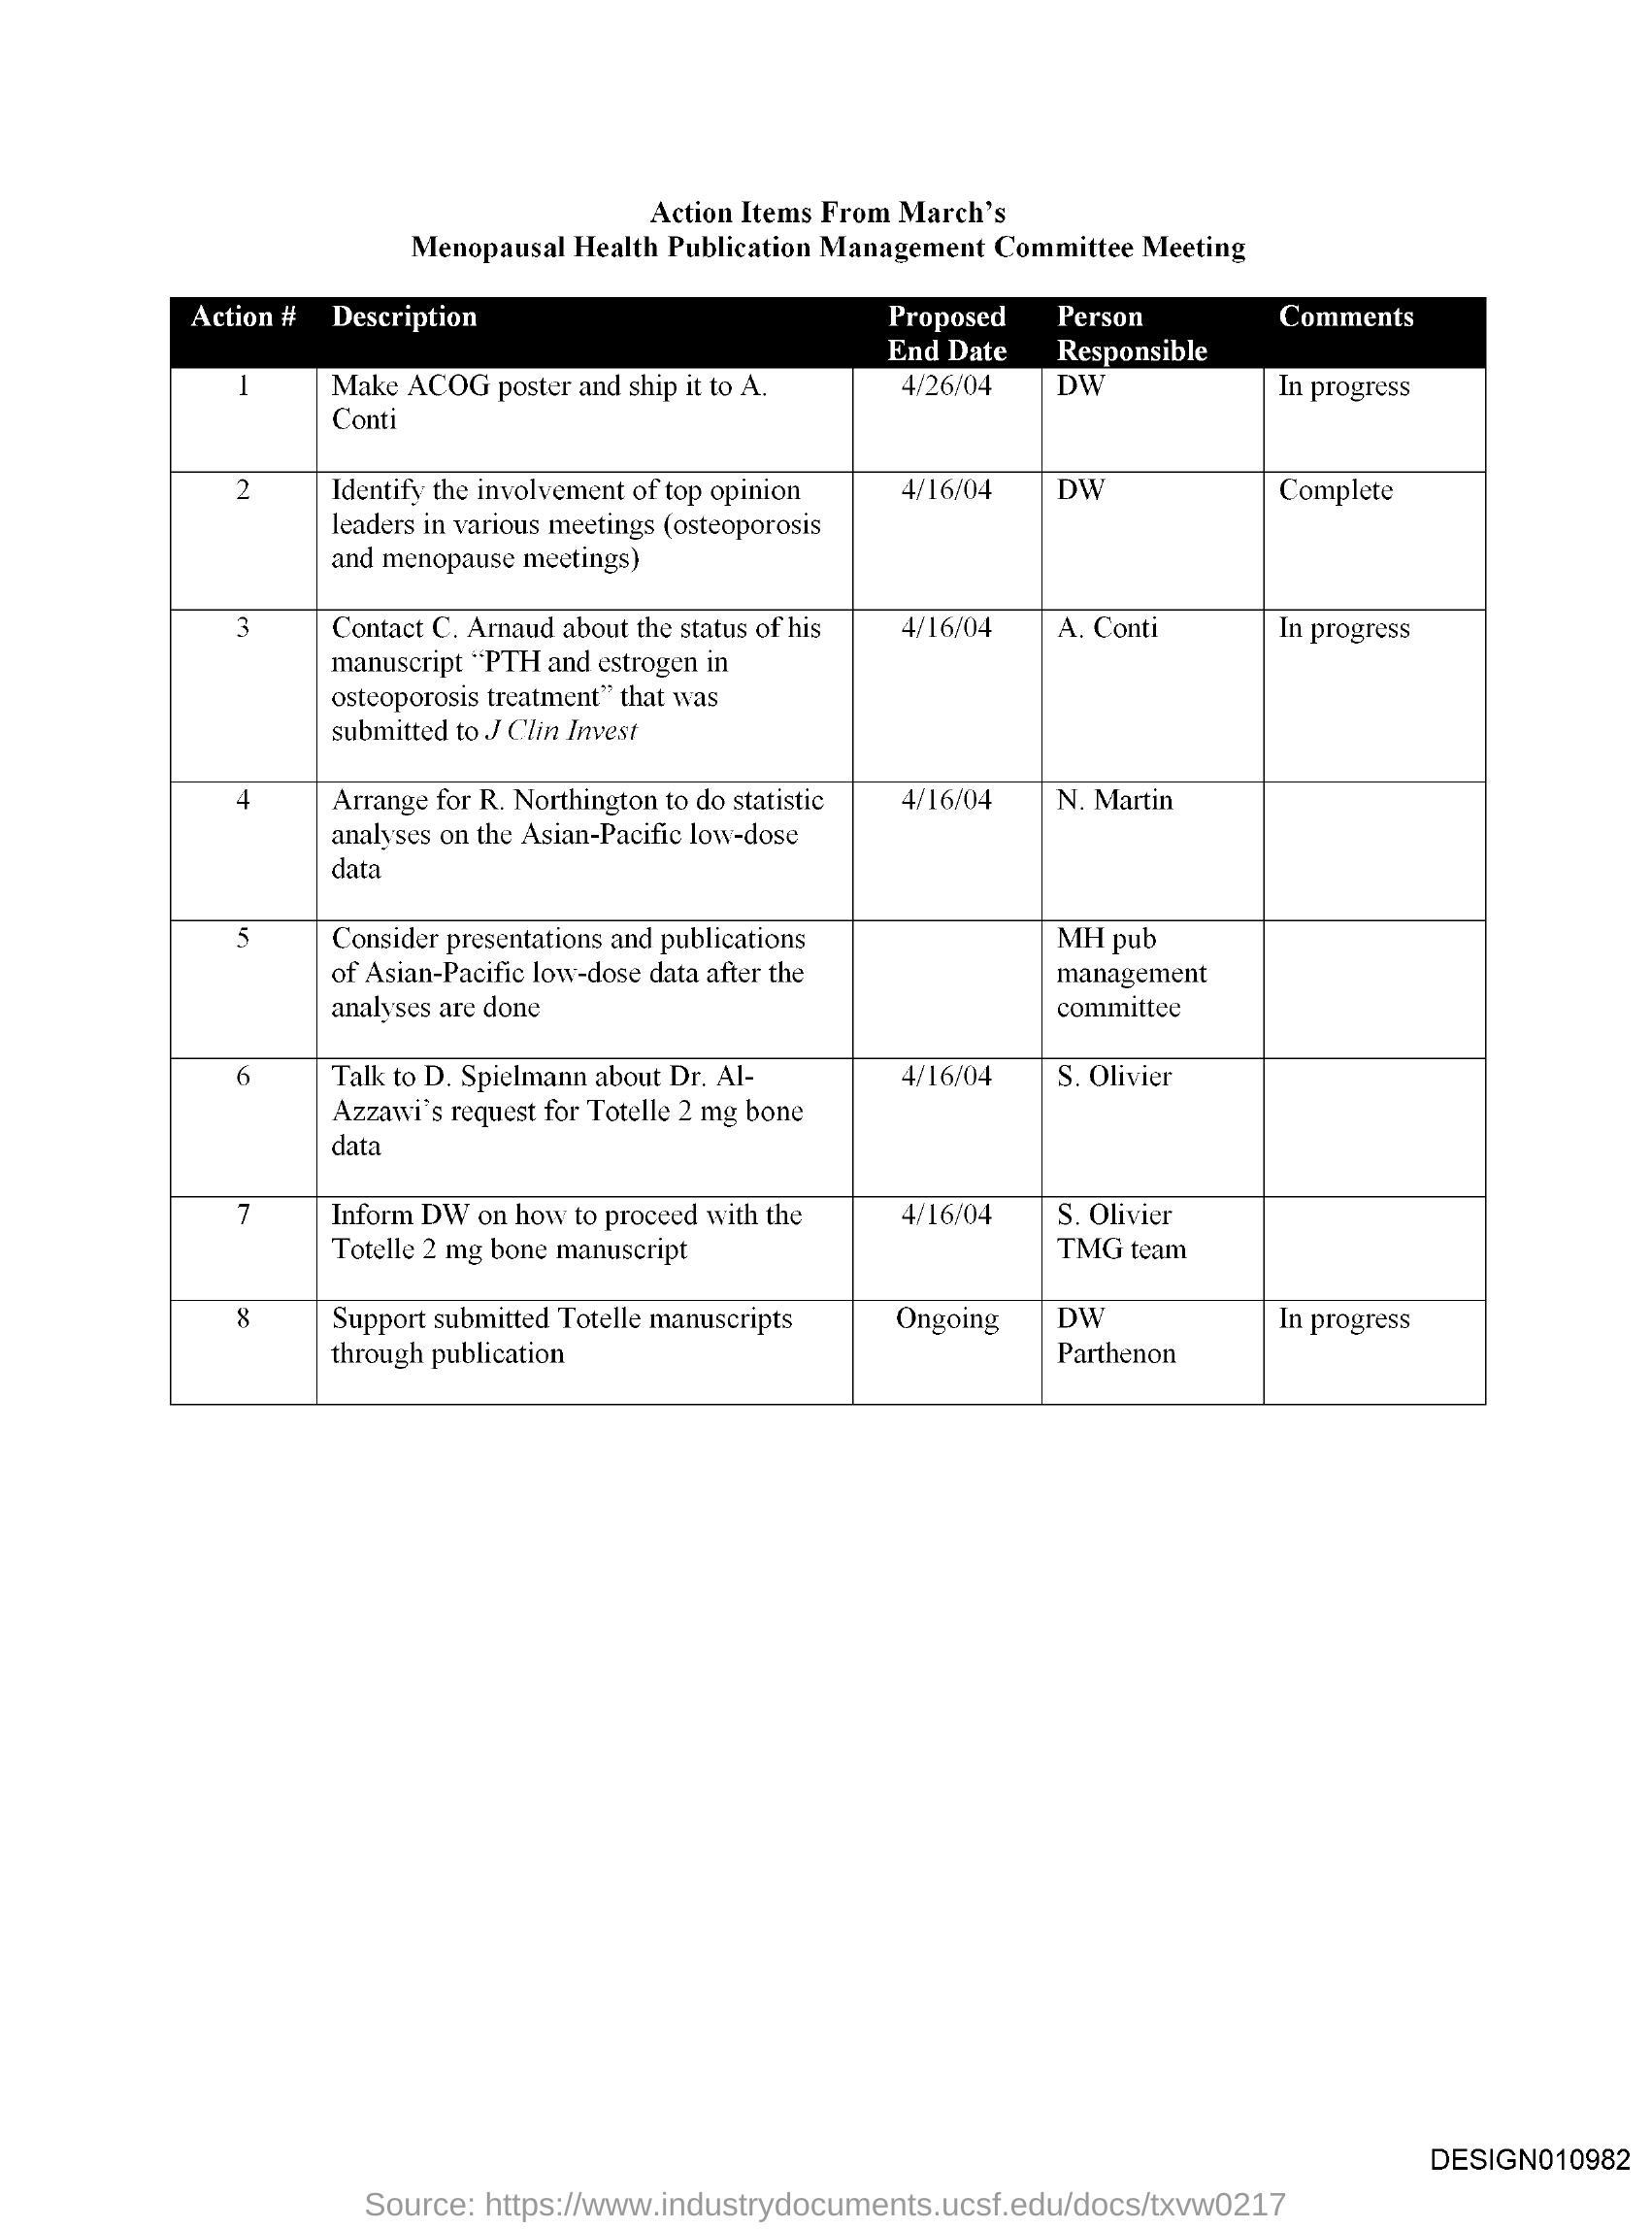 Action Items From March's
Menopausal Health Publication Management Committee Meeting
Action # Description Proposed End Date Person Responsible Comments
1 Make ACOG poster and ship it to A. 4/26/04 DW In progress
Conti
2 Identify the involvement of top opinion 4/16/04 DW Complete
leaders in various meetings (osteoporosis
and menopause meetings)
3 Contact C. Arnaud about the status of his 4/16/04 A. Conti In progress
manuscript “PTH and estrogen in
osteoporosis treatment” that was
submitted to J Clin Invest
4 Arrange for R. Northington to do statistic 4/16/04 N. Martin
analyses on the Asian-Pacific low-dose
data
5 Consider presentations and publications MH pub
of Asian-Pacific low-dose data after the management
analyses are done committee
6 Talk to D. Spielmann about Dr. Al- 4/16/04 S. Olivier
Azzawi's request for Totelle 2 mg bone
data
7 Inform DW on how to proceed with the 4/16/04 S. Olivier
Totelle 2 mg bone manuscript TMG team
8 Support submitted Totelle manuscripts Ongoing DW In progress
through publication Parthenon
DESIGN010982
Source: https://www.industrydocuments.ucsf.edu/docs/txvw0217